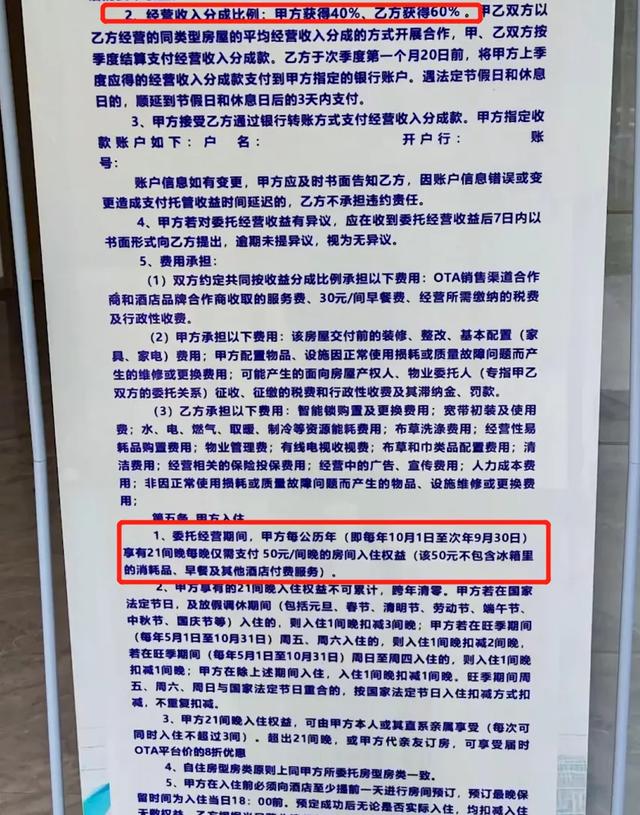 2、经营收入分成比例：甲方获得40%、乙方获得60%。甲乙双方以
乙方经营的同类型房屋的平均经营收入分成的方式开展合作，甲、乙方按
季度结算支付经营收入分成款。乙方于次季度第一个月20日前，将甲方上季
度应得的经营收入分成款支付到甲方指定的银行账户。遇法定节假日和休息
日的，顺延到节假日和休息日后的3天内支付。
3、甲方接受乙方通过银行转账方式支付经营收入分成款。甲方指定收
款账户如下：户 名： 开户行： 账
号：
账户信息如有变更，甲方应及时书面告知乙方，因账户信息错误或变
更造成支付托管收益时间延迟的，乙方不承担违约责任。
4、甲方若对委托经营收益有异议，应在收到委托经营收益后7日内以
书面形式向乙方提出，逾期未提异议，视为无异议。
5、费用承担：
（1）双方约定共同按收益分成比例承担以下费用：OTA销售渠道合作
商和酒店品牌合作商收取的服务费、30元/间早餐费、经营所需缴纳的税费
及行政性收费。
（2）甲方承担以下费用：该房屋交付前的装修、整改、基本配置（家
具、家电）费用；甲方配置物品、设施因正常使用损耗或质量故障问题而产
生的维修或更换费用；可能产生的面向房屋产权人、物业委托人（专指甲乙
双方的委托关系）征收、征缴的税费和行政性收费及其滞纳金、罚款。
（3）乙方承担以下费用：智能锁购置及更换费用；宽带初装及使用
费；水、电、燃气、取暖、制冷等资源能耗费用；布草洗涤费用；经营性易
耗品购置费用；物业管理费；有线电视收视费；布草和巾类品配置费用；清
洁费用；经营相关的保险投保费用；经营中的广告、宣传费用；人力成本费
用；非因正常使用损耗或质量故障问题而产生的物品、设施维修或更换费
用；
第五条 甲方入住
1、委托经营期间，甲方每公历年（即每年10月1日至次年9月30日）
享有21间晚每晚仅需支付 50元/间晚的房间入住权益（该50元不包含冰箱里
的消耗品、早餐及其他酒店付费服务）。
2、甲方享有的21间晚入住权益不可累计，跨年清零。甲方若在国家
法定节日，及放假调休期间（包括元旦、春节、清明节、劳动节、端午节、
中秋节、国庆节等）入住的，则入住1间晚扣减3间晚；甲方若在旺季期间
（每年5月1日至10月31日）周五、周六入住的，则入住1间晚扣减2间晚，
若在旺季期间（每年5月1日至10月31日）周日至周四入住的，则入住1间晚
扣减1间晚；甲方在除上述期间入住，入住1间晚扣减1间晚。旺季期间周
五、周六、周日与国家法定节日重合的，按国家法定节日入住扣减方式扣
减，不重复扣减。
3、甲方21间晚入住权益，可由甲方本人或其直系亲属享受（每次可
同时入住不超过3间）。超出21间晚，或甲方代亲友订房，可享受届时
OTA平台价的8折优惠
4、自住房型房类原则上同甲方所委托房型房类一致。
5、甲方在入住前必须向酒店至少提前一天进行房间预订，预订最晚保
留时间为入住当日18：00前。预定成功后无论是否实际入住，均扣减入住